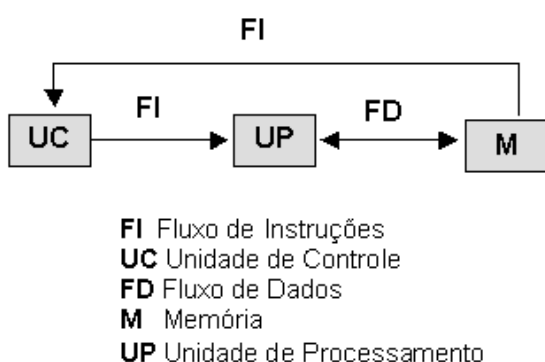 FI
FI
FD
UC
UP
M
FI Fluxo de Instruções
UC Unidade de Controle
FD Fluxo de Dados
M Memória
UP Unidade de Processamento